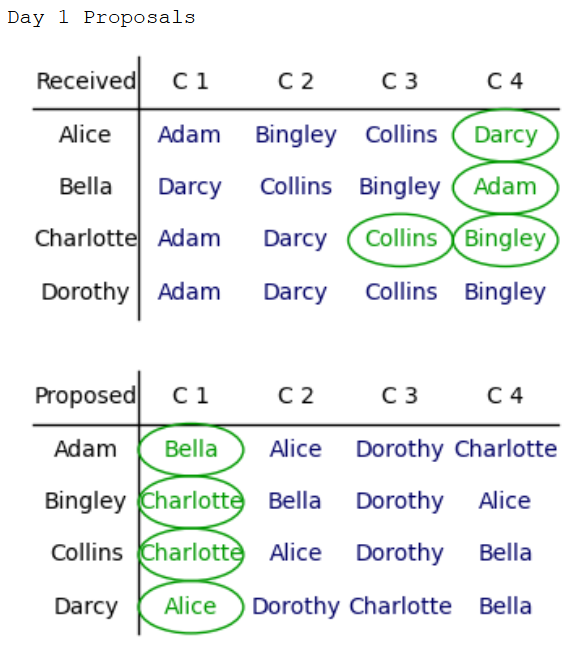 Day 1 Proposals
Received C 1 C 2 C 3 C 4
Alice Adam Bingley Collins Darcy
Bella Darcy Collins Bingley Adam
Charlotte Adam Darcy Collins Bingley
Dorothy Adam Darcy Collins Bingley
Proposed C 1 C 2 C 3 C 4
Adam Bella Alice Dorothy Charlotte
Bingley Charlotte Bella Dorothy Alice
Collins Charlotte Alice Dorothy Bella
Darcy Alice Dorothy Charlotte Bella